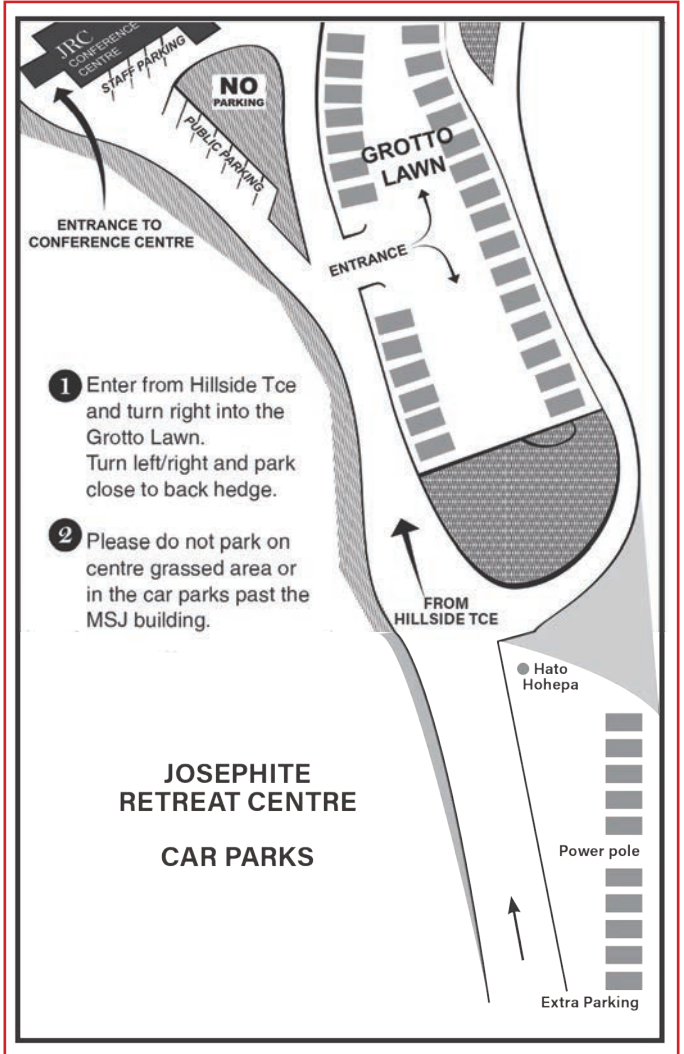 JRC
CONFERENCE
CENTRE
STAFF PARKING
NO
PARKING
PUBLIC PARKING
GROTTO
LAWN
ENTRANCE TO
CONFERENCE CENTRE
ENTRANCE
1 Enter from Hillside Tce
and turn right into the
Grotto Lawn.
Turn left/right and park
close to back hedge.
2 Please do not park on
centre grassed area or
in the car parks past the
MSJ building.
FROM
HILLSIDE TCE
Hato
Hohepa
JOSEPHITE
RETREAT CENTRE
CAR PARKS
Power pole
Extra Parking